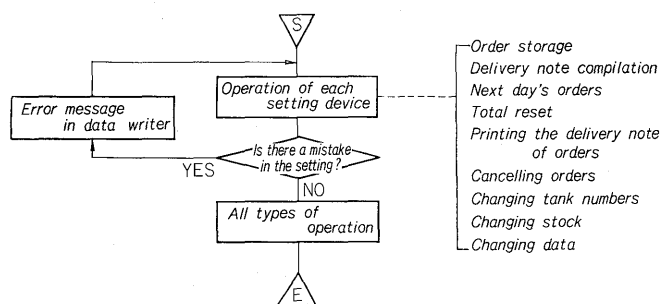 S
Operation of each
setting device
Error message
in data writer
Is there a mistake
in the setting?
YES
NO
All types of
operation
E
Order storage
Delivery note compilation
Next day's orders
Total reset
Printing the delivery note
of orders
Cancelling orders
Changing tank numbers
Changing stock
Changing data